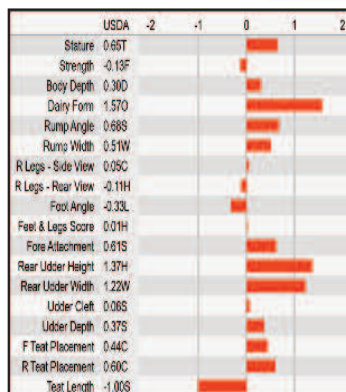 USDA -2 -1 0 1 2
Stature 0.65T
Strength -0.13F
Body Depth 0.30D
Dairy Form 1.57O
Rump Angle 0.68S
Rump Width 0.51W
R Legs - Side View 0.05C
R Legs - Rear View -0.11H
Foot Angle -0.33L
Feet & Legs Score 0.01H
Fore Attachment 0.61S
Rear Udder Height 1.37H
Rear Udder Width 1.22W
Udder Cleft 0.06S
Udder Depth 0.37S
F Teat Placement 0.44C
R Teat Placement 0.60C
Teat Length -1.00S